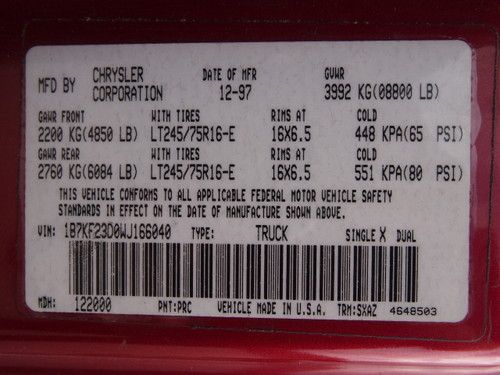 MFD BY CHRYSLER CORPORATION DATE OF MFR 12-97 GVWR 3992 KG(08800 LB)
GAWR FRONT WITH TIRES RIMS AT COLD
2200 KG(4850 LB) LT245/75R16-E 16X6.5 448 KPA(65 PSI)
GAWR REAR WITH TIRES RIMS AT COLD
2760 KG(6084 LB) LT245/75R16-E 16X6.5 551 KPA(80 PSI)
THIS VEHICLE CONFORMS TO ALL APPLICABLE FEDERAL MOTOR VEHICLE SAFETY
STANDARDS IN EFFECT ON THE DATE OF MANUFACTURE SHOWN ABOVE.
VIN: 1B7KF23D0WJ166040 TYPE: TRUCK SINGLE X DUAL
MDH: 122000 PNT:PRC VEHICLE MADE IN U.S.A. TRM:SXAZ 4648503